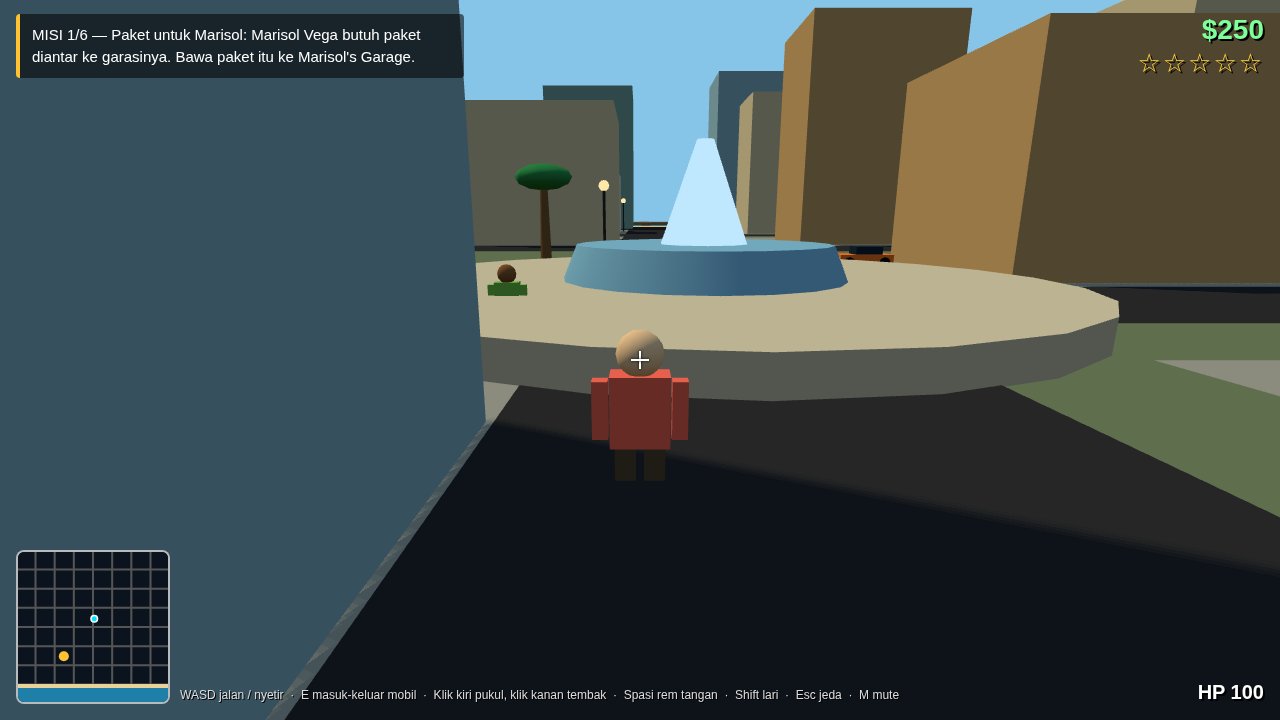 MISI 1/6 — Paket untuk Marisol: Marisol Vega butuh paket
diantar ke garasinya. Bawa paket itu ke Marisol's Garage.
$250
WASD jalan / nyetir · E masuk-keluar mobil · Klik kiri pukul, klik kanan tembak · Spasi rem tangan · Shift lari · Esc jeda · M mute
HP 100